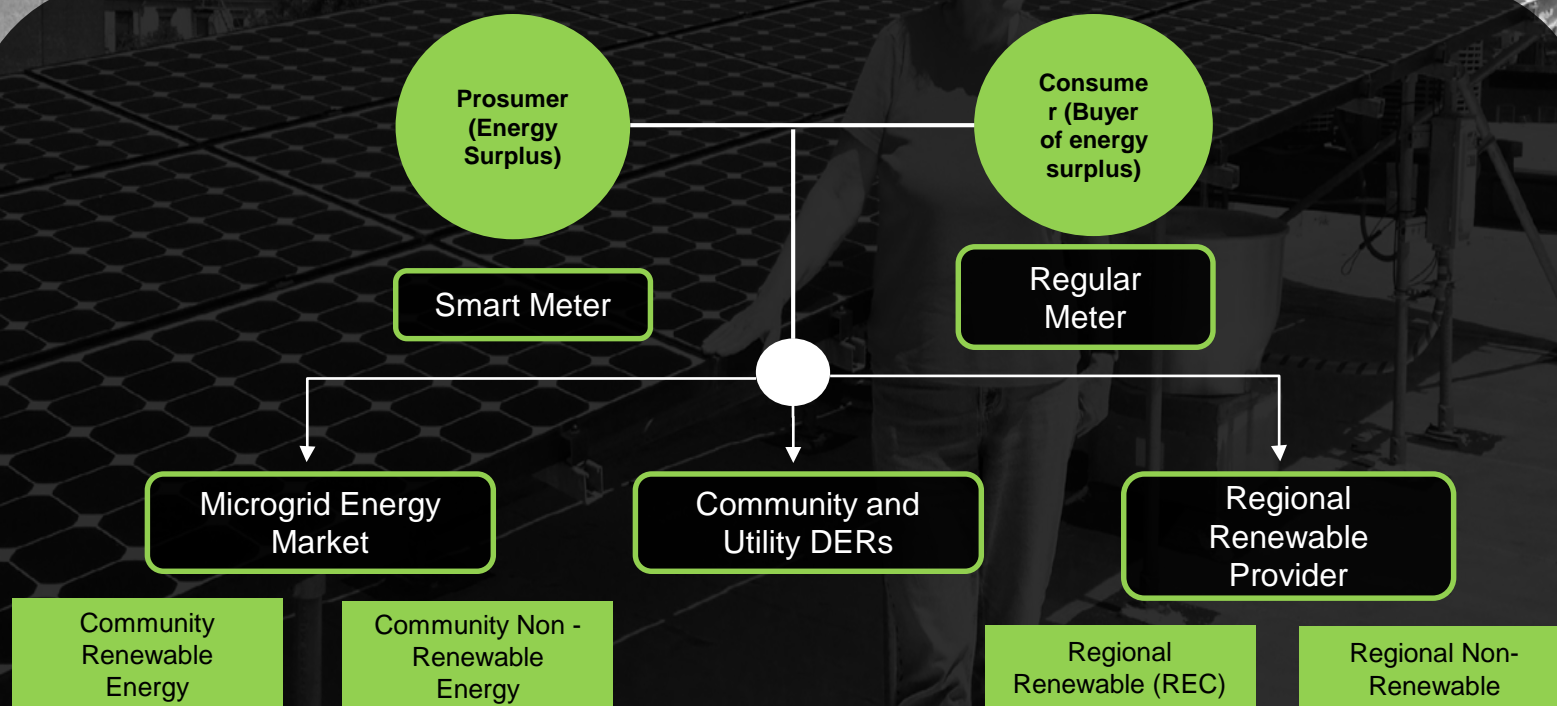 Prosumer
(Energy
Surplus)
Consume
r (Buyer
of energy
surplus)
Smart Meter
Regular
Meter
Microgrid Energy
Market
Community and
Utility DERs
Regional
Renewable
Provider
Community
Renewable
Energy
Community Non -
Renewable
Energy
Regional
Renewable (REC)
Regional Non-
Renewable